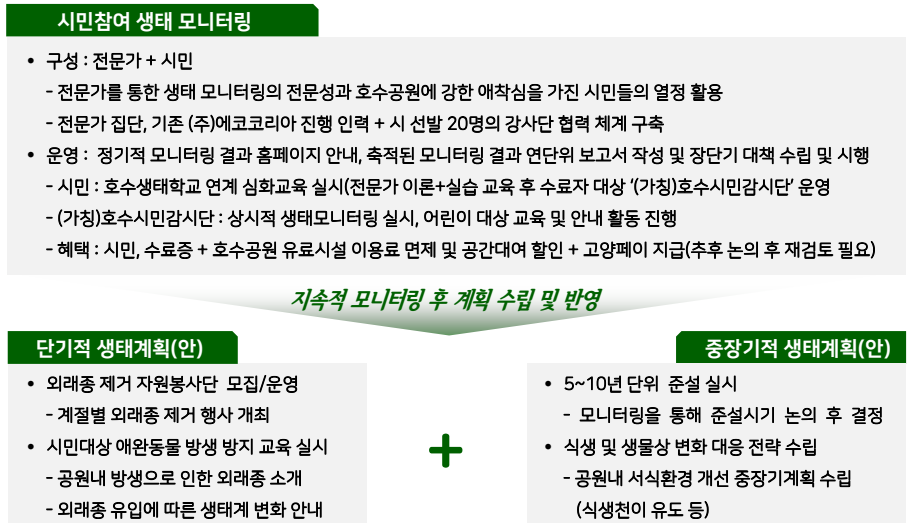 시민참여 생태 모니터링
• 구성 : 전문가 + 시민
- 전문가를 통한 생태 모니터링의 전문성과 호수공원에 강한 애착심을 가진 시민들의 열정 활용
- 전문가 집단, 기존 (주)에코코리아 진행 인력 + 시 선발 20명의 강사단 협력 체계 구축
• 운영 : 정기적 모니터링 결과 홈페이지 안내, 축적된 모니터링 결과 연단위 보고서 작성 및 장단기 대책 수립 및 시행
- 시민 : 호수생태학교 연계 심화교육 실시(전문가 이론+실습 교육 후 수료자 대상 ‘(가칭)호수시민감시단’ 운영
- (가칭)호수시민감시단 : 상시적 생태모니터링 실시, 어린이 대상 교육 및 안내 활동 진행
- 혜택 : 시민, 수료증 + 호수공원 유료시설 이용료 면제 및 공간대여 할인 + 고양페이 지급(추후 논의 후 재검토 필요)
지속적 모니터링 후 계획 수립 및 반영
단기적 생태계획(안)
• 외래종 제거 자원봉사단 모집/운영
- 계절별 외래종 제거 행사 개최
• 시민대상 애완동물 방생 방지 교육 실시
- 공원내 방생으로 인한 외래종 소개
- 외래종 유입에 따른 생태계 변화 안내
+
중장기적 생태계획(안)
• 5~10년 단위 준설 실시
- 모니터링을 통해 준설시기 논의 후 결정
• 식생 및 생물상 변화 대응 전략 수립
- 공원내 서식환경 개선 중장기계획 수립
(식생천이 유도 등)